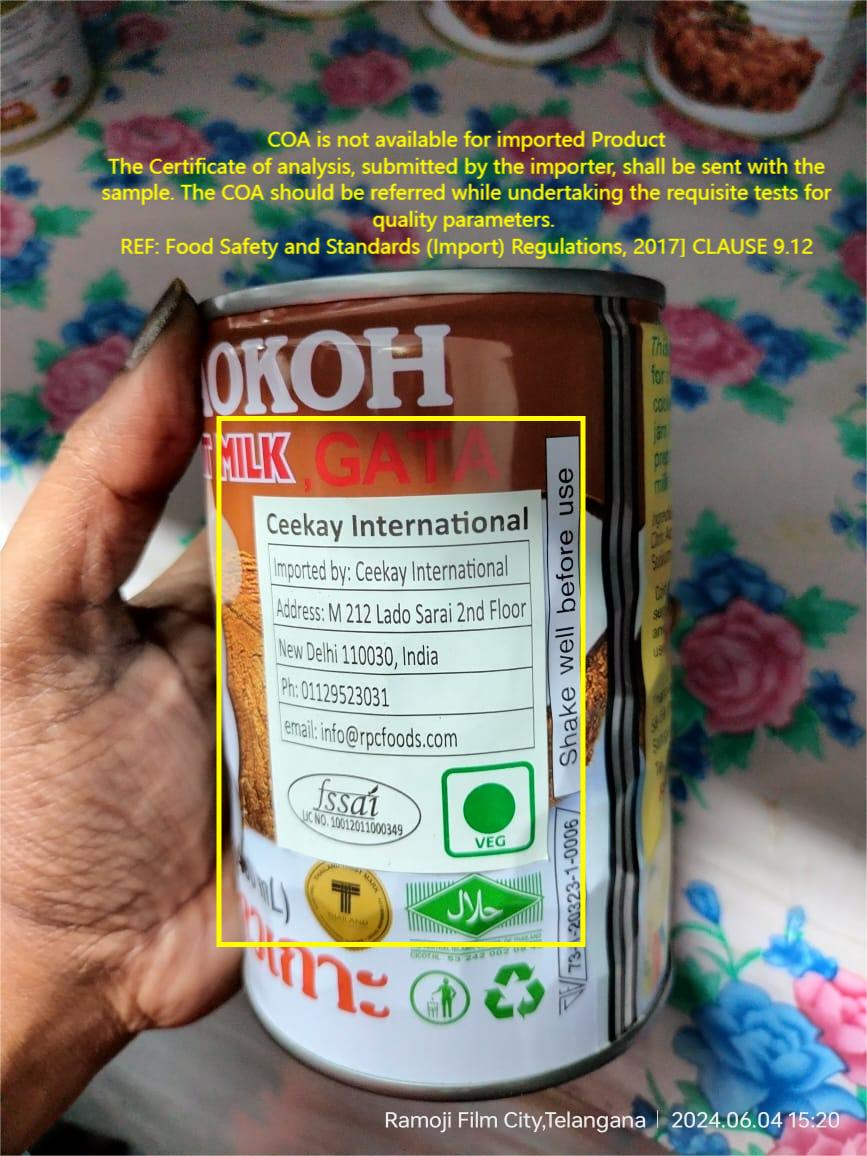 COA is not available for imported Product
The Certificate of analysis, submitted by the importer, shall be sent with the
sample. The COA should be referred while undertaking the requisite tests for
quality parameters.
REF: Food Safety and Standards (Import) Regulations, 2017] CLAUSE 9.12
OKOH
MILK ,GATA
Ceekay International
Imported by: Ceekay International
Address: M 212 Lado Sarai 2nd Floor
New Delhi 110030, India
Ph: 01129523031
email: info@rpcfoods.com
fssai
LIC NO. 10012011000349
VEG
Shake well before use
THAILAND
حلال
73-1-20323-1-0006
Ramoji Film City,Telangana | 2024.06.04 15:20